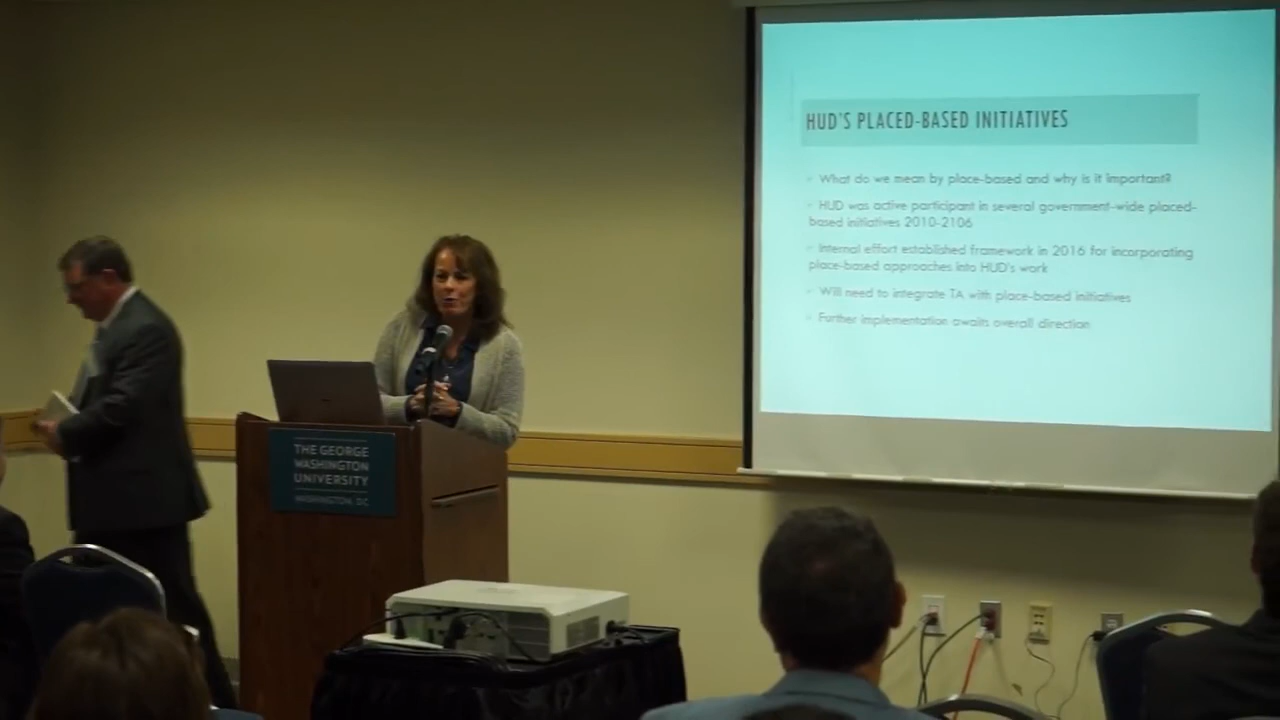 HUD'S PLACED-BASED INITIATIVES
What do we mean by place-based and why is it important?
HUD was active participant in several government-wide placed-
based initiatives 2010-2106
Internal effort established framework in 2016 for incorporating
place-based approaches into HUD's work
Will need to integrate TA with place-based initiatives
Further implementation awaits overall direction
THE GEORGE
WASHINGTON
UNIVERSITY
WASHINGTON, DC